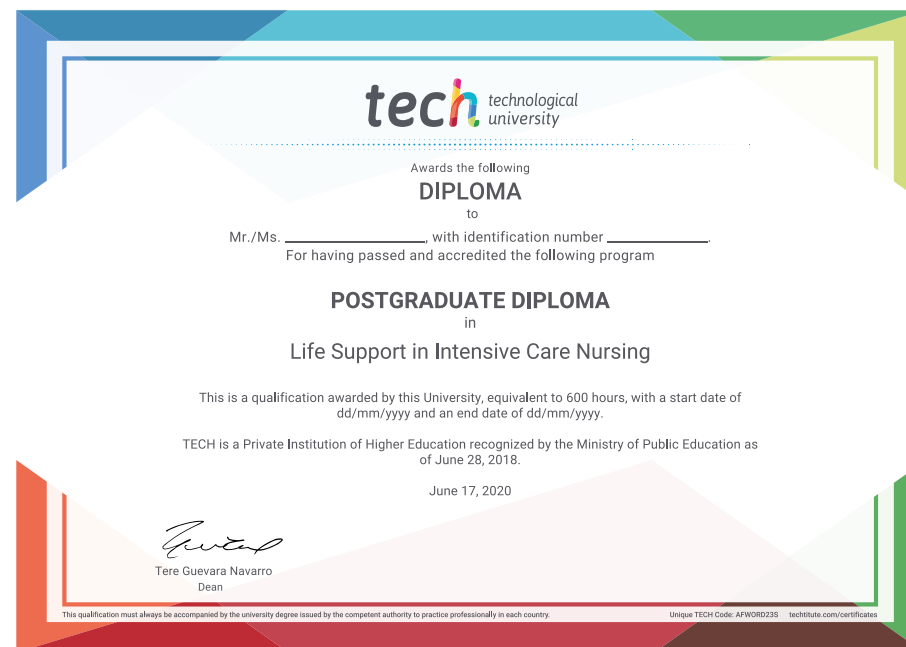 tech technological
university
Awards the following
DIPLOMA
to
Mr./Ms. ____________________, with identification number ______________.
For having passed and accredited the following program
POSTGRADUATE DIPLOMA
in
Life Support in Intensive Care Nursing
This is a qualification awarded by this University, equivalent to 600 hours, with a start date of
dd/mm/yyyy and an end date of dd/mm/yyyy.
TECH is a Private Institution of Higher Education recognized by the Ministry of Public Education as
of June 28, 2018.
June 17, 2020
Tere Guevara Navarro
Dean
This qualification must always be accompanied by the university degree issued by the competent authority to practice professionally in each country. Unique TECH Code: AFWORD23S techtitute.com/certificates